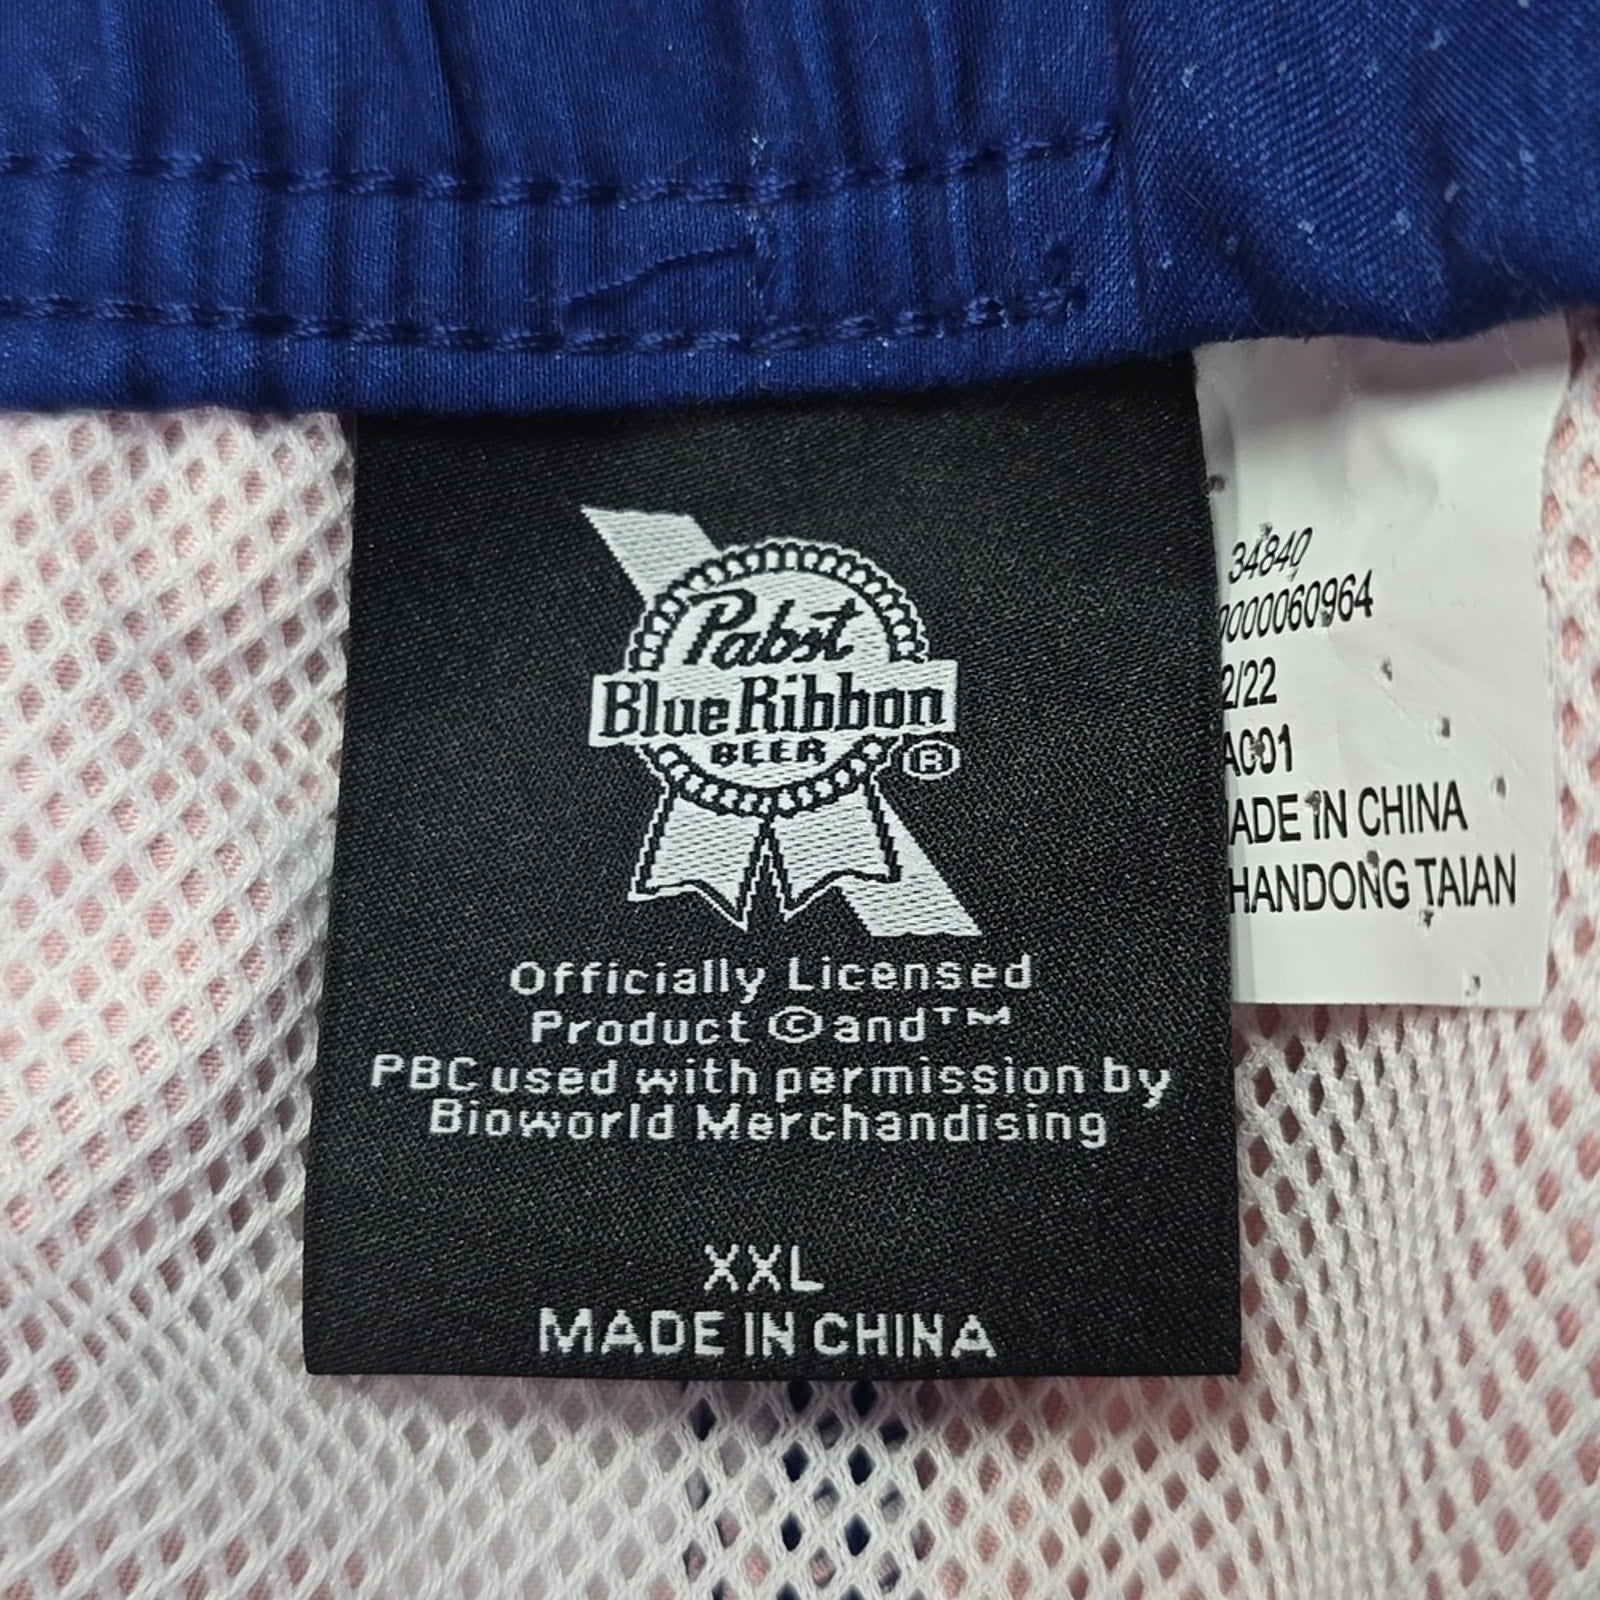 Pabst
Blue Ribbon
BEER ®
Officially Licensed
Product © and ™
PBC used with permission by
Bioworld Merchandising
XXL
MADE IN CHINA
34840
0000060964
2/22
A001
ADE IN CHINA
HANDONG TAIAN